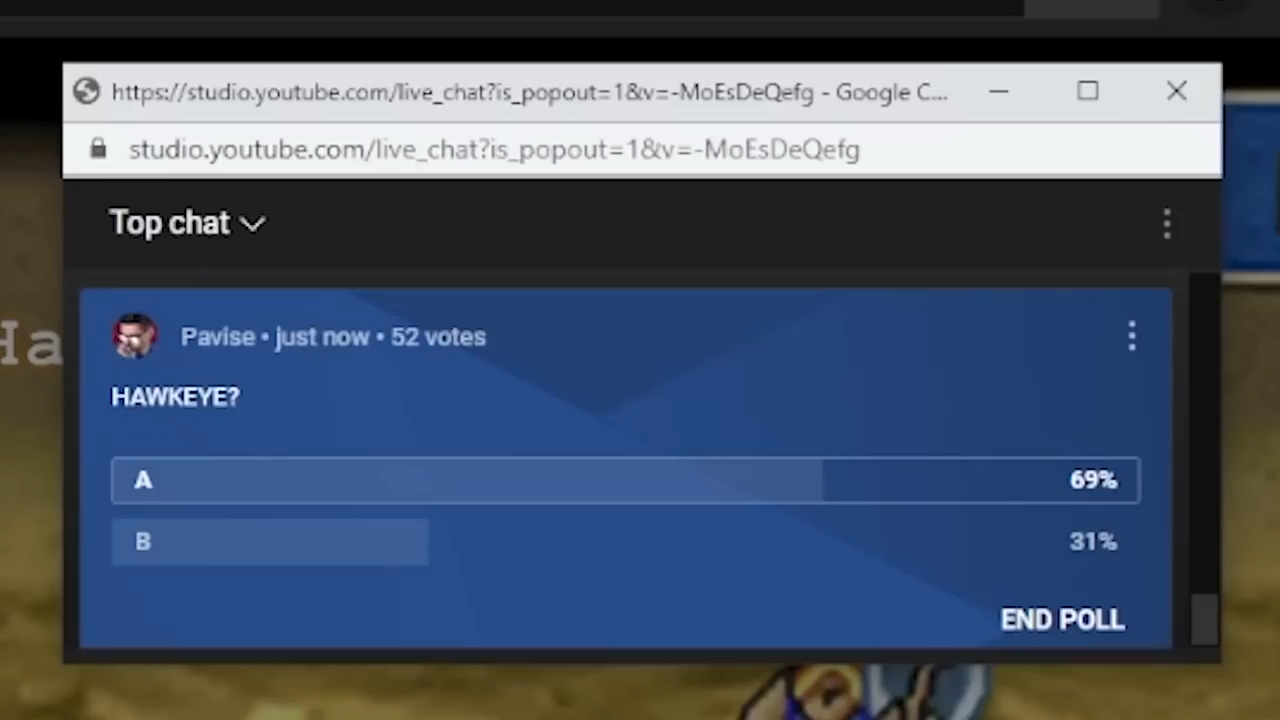 https://studio.youtube.com/live_chat?is_popout=1&v=-MoEsDeQefg - Google C...
studio.youtube.com/live_chat?is_popout=1&v=-MoEsDeQefg
Top chat
Pavise • just now • 52 votes
Ha
HAWKEYE?
A 69%
B 31%
END POLL